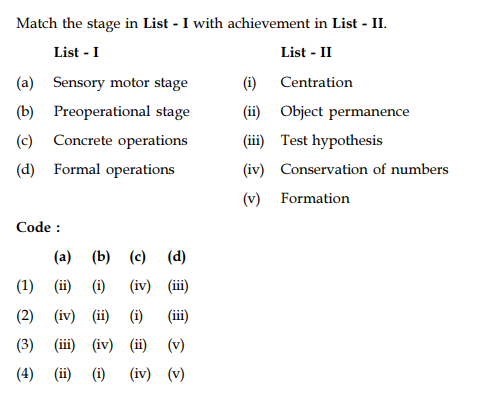 Match the stage in List - I with achievement in List - II.
List - I List - II
(a) Sensory motor stage (i) Centration
(b) Preoperational stage (ii) Object permanence
(c) Concrete operations (iii) Test hypothesis
(d) Formal operations (iv) Conservation of numbers
(v) Formation
Code :
(a) (b) (c) (d)
(1) (ii) (i) (iv) (iii)
(2) (iv) (ii) (i) (iii)
(3) (iii) (iv) (ii) (v)
(4) (ii) (i) (iv) (v)